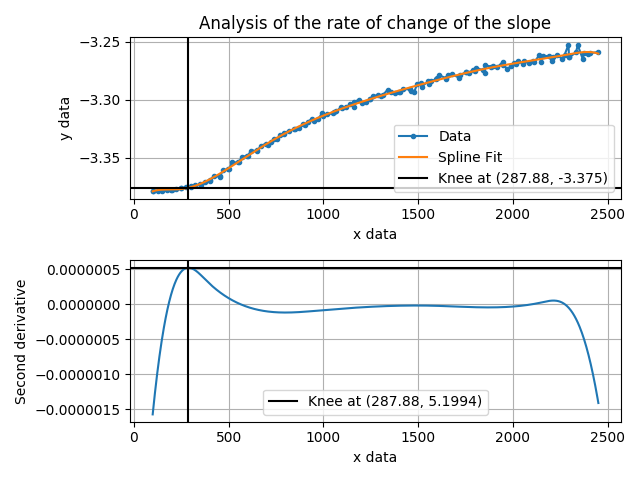 Analysis of the rate of change of the slope
−3.25
−3.30
−3.35
y data
Data
Spline Fit
Knee at (287.88, -3.375)
0 500 1000 1500 2000 2500
x data
0.0000005
0.0000000
−0.0000005
−0.0000010
−0.0000015
Second derivative
Knee at (287.88, 5.1994)
0 500 1000 1500 2000 2500
x data